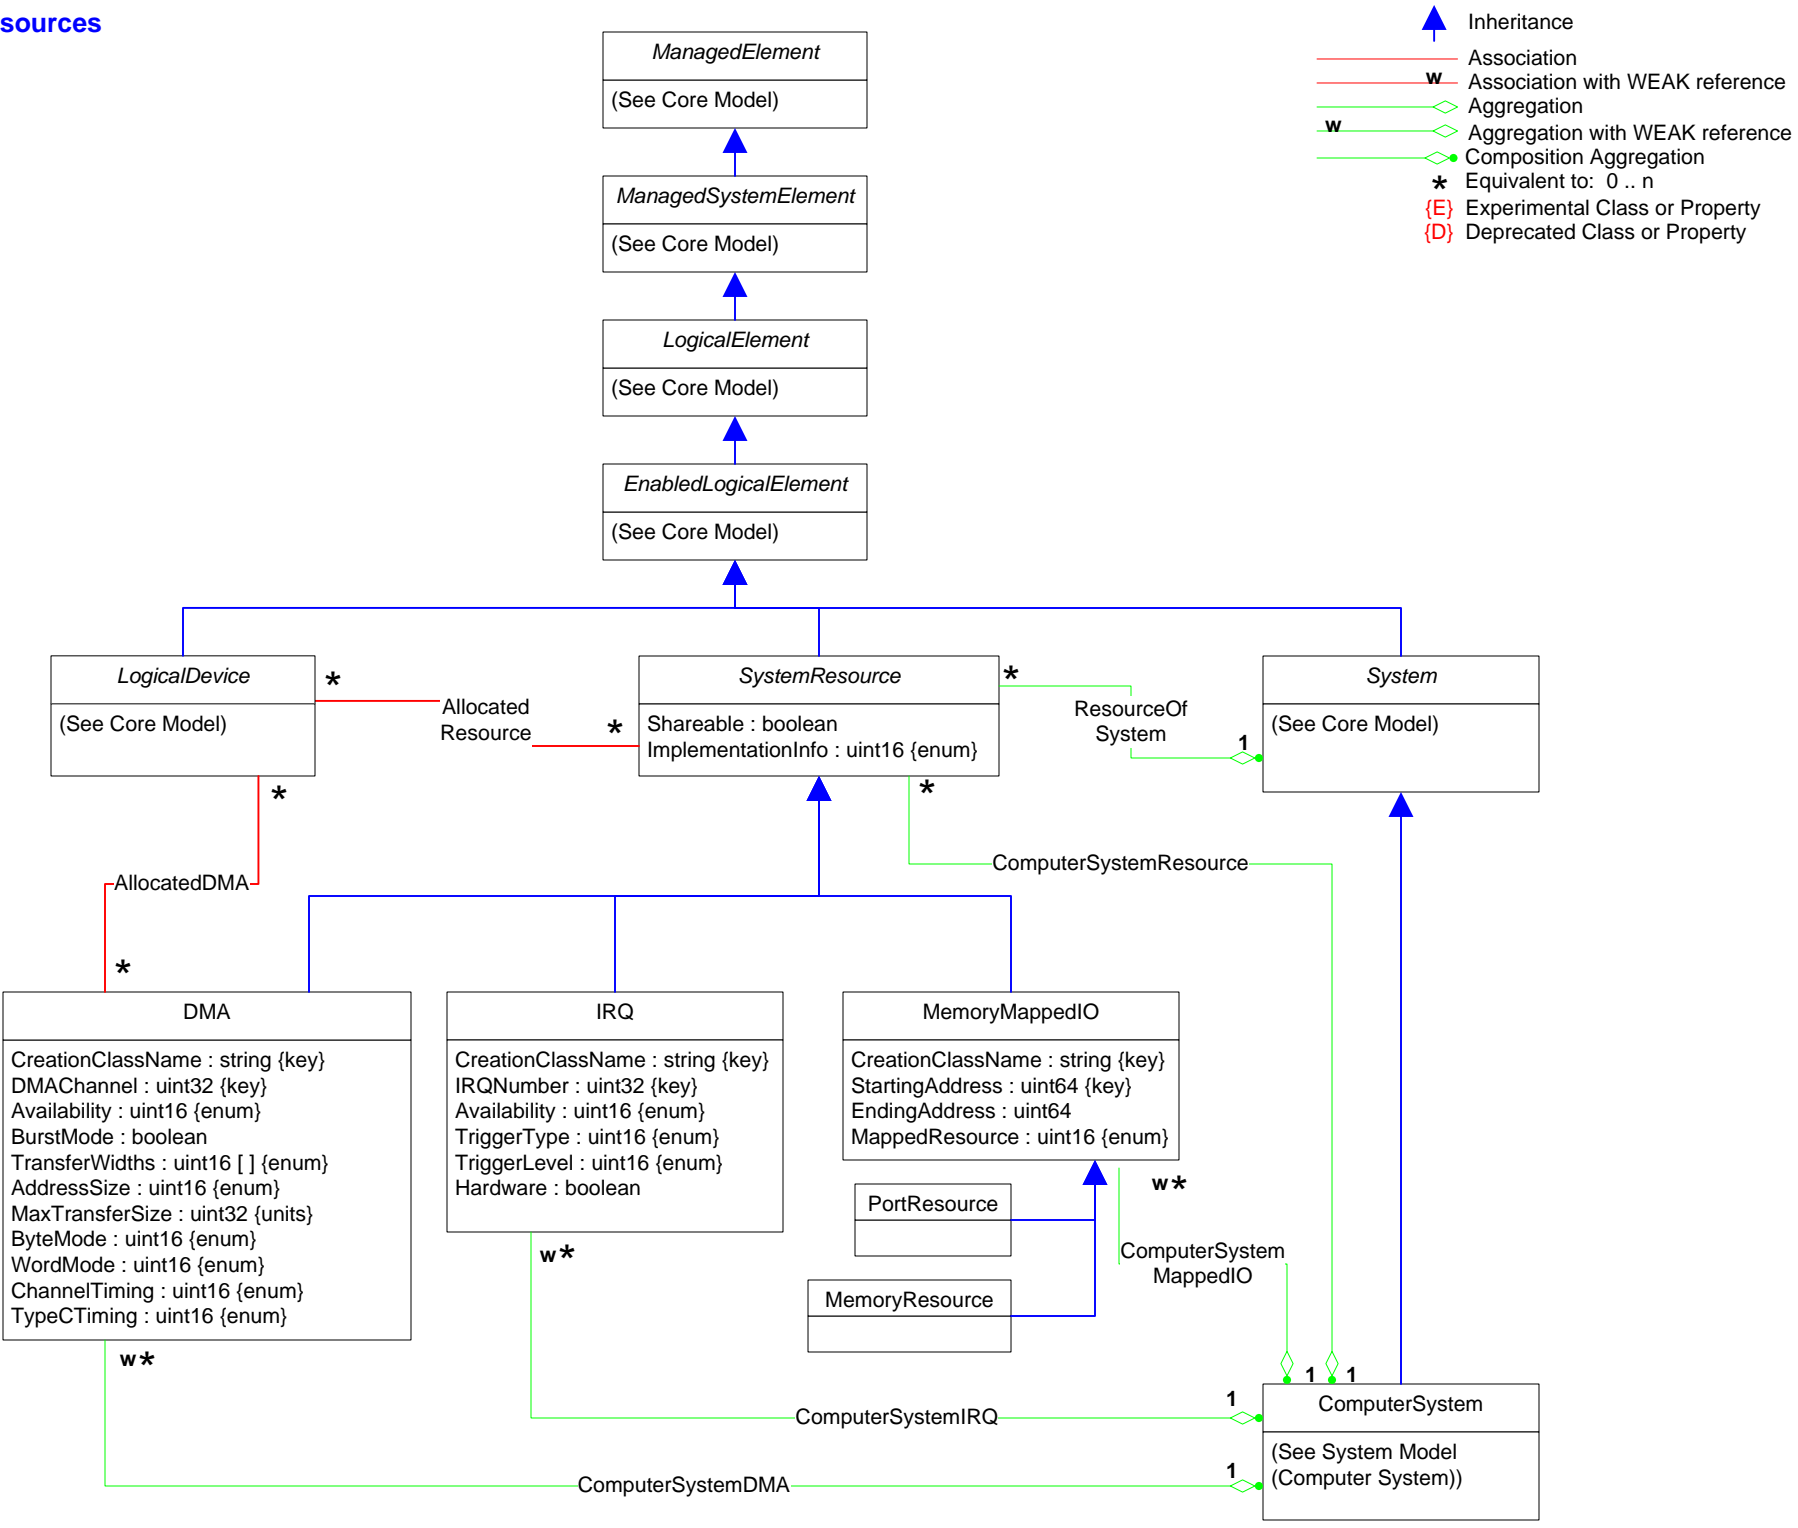 sources
Inheritance
Association
w
Association with WEAK reference
Aggregation
w
Aggregation with WEAK reference
Composition Aggregation
* Equivalent to: 0 .. n
{E} Experimental Class or Property
{D} Deprecated Class or Property
ManagedElement
(See Core Model)
ManagedSystemElement
(See Core Model)
LogicalElement
(See Core Model)
EnabledLogicalElement
(See Core Model)
LogicalDevice
(See Core Model)
*
Allocated
Resource
*
SystemResource
Shareable : boolean
ImplementationInfo : uint16 {enum}
*
ResourceOf
System
1
System
(See Core Model)
*
*
ComputerSystemResource
AllocatedDMA
*
DMA
CreationClassName : string {key}
DMAChannel : uint32 {key}
Availability : uint16 {enum}
BurstMode : boolean
TransferWidths : uint16 [ ] {enum}
AddressSize : uint16 {enum}
MaxTransferSize : uint32 {units}
ByteMode : uint16 {enum}
WordMode : uint16 {enum}
ChannelTiming : uint16 {enum}
TypeCTiming : uint16 {enum}
w*
IRQ
CreationClassName : string {key}
IRQNumber : uint32 {key}
Availability : uint16 {enum}
TriggerType : uint16 {enum}
TriggerLevel : uint16 {enum}
Hardware : boolean
w*
MemoryMappedIO
CreationClassName : string {key}
StartingAddress : uint64 {key}
EndingAddress : uint64
MappedResource : uint16 {enum}
w*
PortResource
ComputerSystem
MappedIO
MemoryResource
1
1
ComputerSystem
(See System Model
(Computer System))
ComputerSystemIRQ
1
ComputerSystemDMA
1